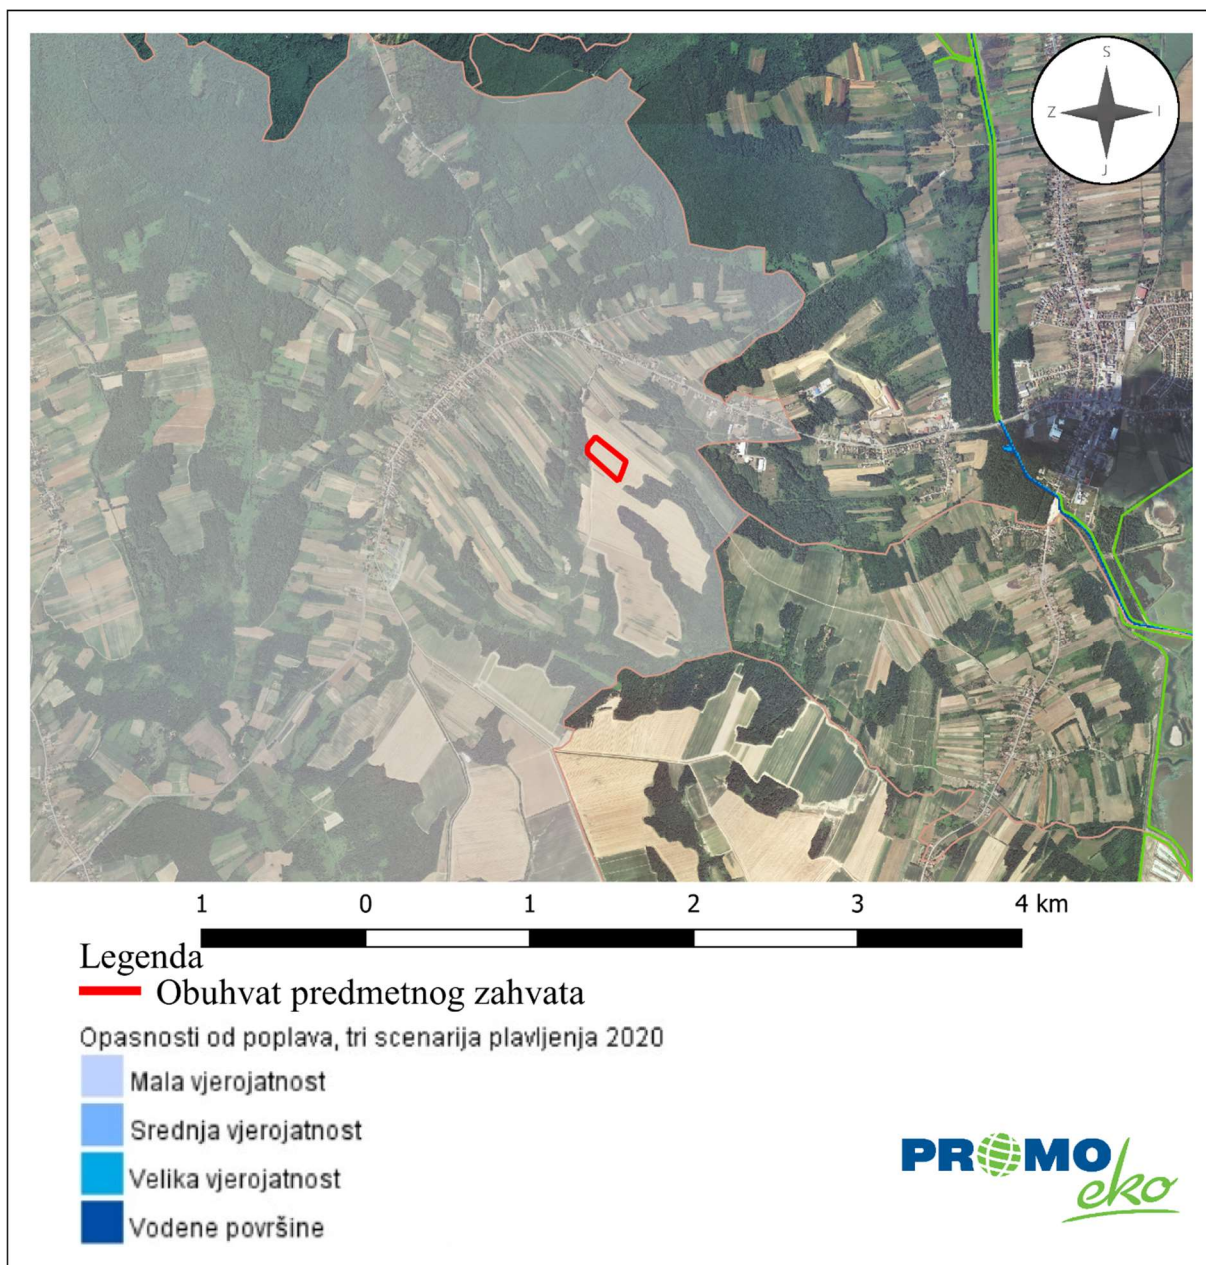 S
Z I
J
1 0 1 2 3 4 km
Legenda
Obuhvat predmetnog zahvata
Opasnosti od poplava, tri scenarija plavljenja 2020
Mala vjerojatnost
Srednja vjerojatnost
Velika vjerojatnost
Vodene površine
PROMO
eko